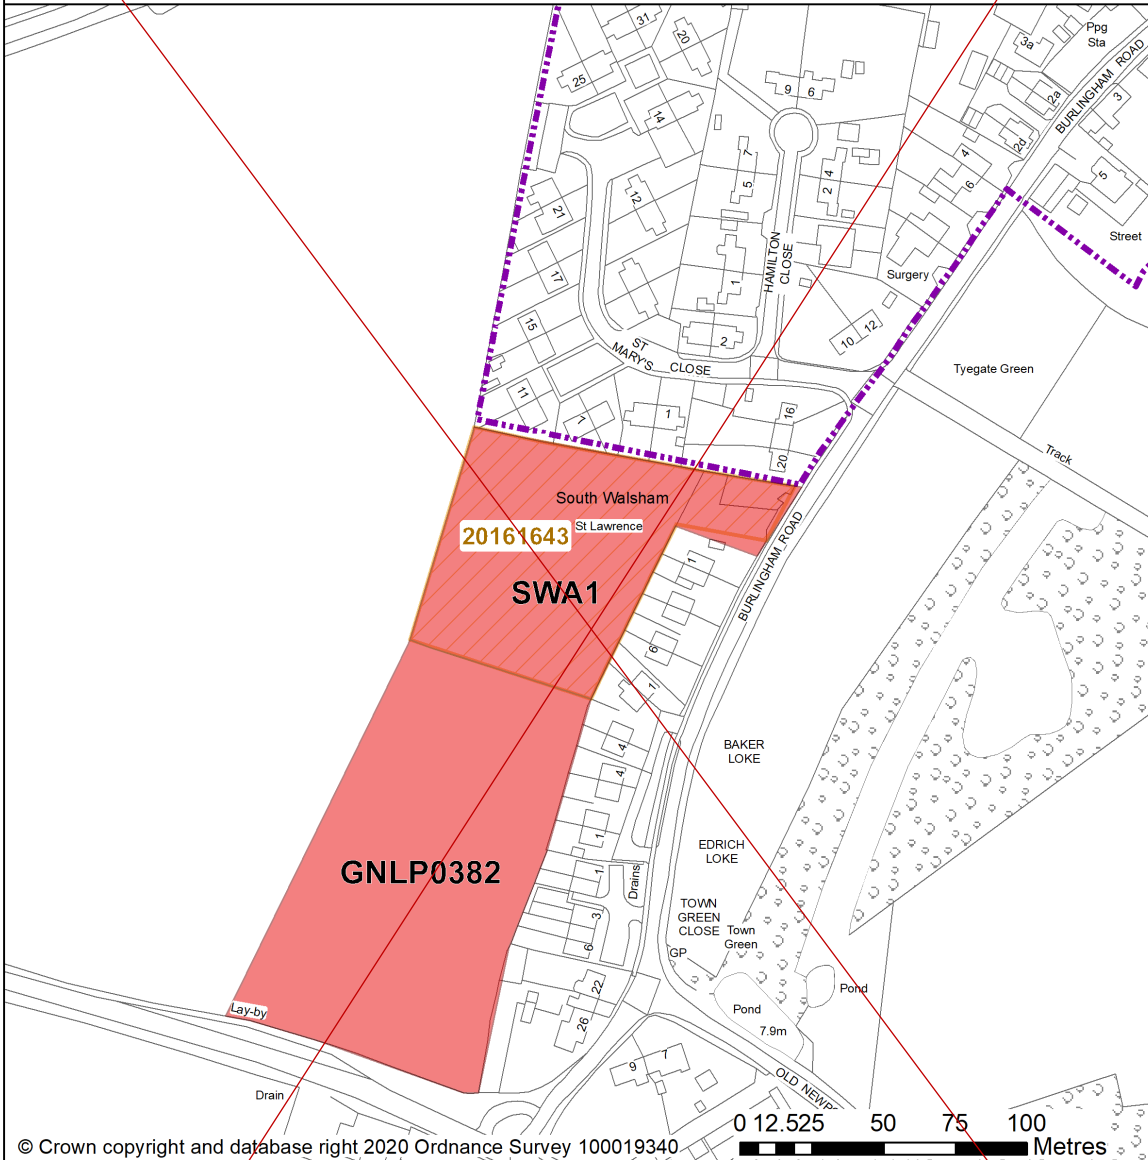 31
20
Ppg
Sta
3a
25
9 6
2a
3
BURLINGHAM ROAD
14
2d
7
4
5
4
2
6
5
12
21
Street
HAMILTON
CLOSE
17
1
Surgery
15
ST
MARY'S
CLOSE
2
10 12
Tyegate Green
11
7
1
16
20
Track
South Walsham
St Lawrence
20161643
SWA1
BURLINGHAM ROAD
1
6
1
4
BAKER
LOKE
4
1
EDRICH
LOKE
GNLP0382
1
Drains
3
TOWN
GREEN
CLOSE
Town
Green
6
GP
22
Pond
Lay-by
Pond
26
7.9m
9 7
OLD NEWP
Drain
0 12.525 50 75 100
Metres
© Crown copyright and database right 2020 Ordnance Survey 100019340